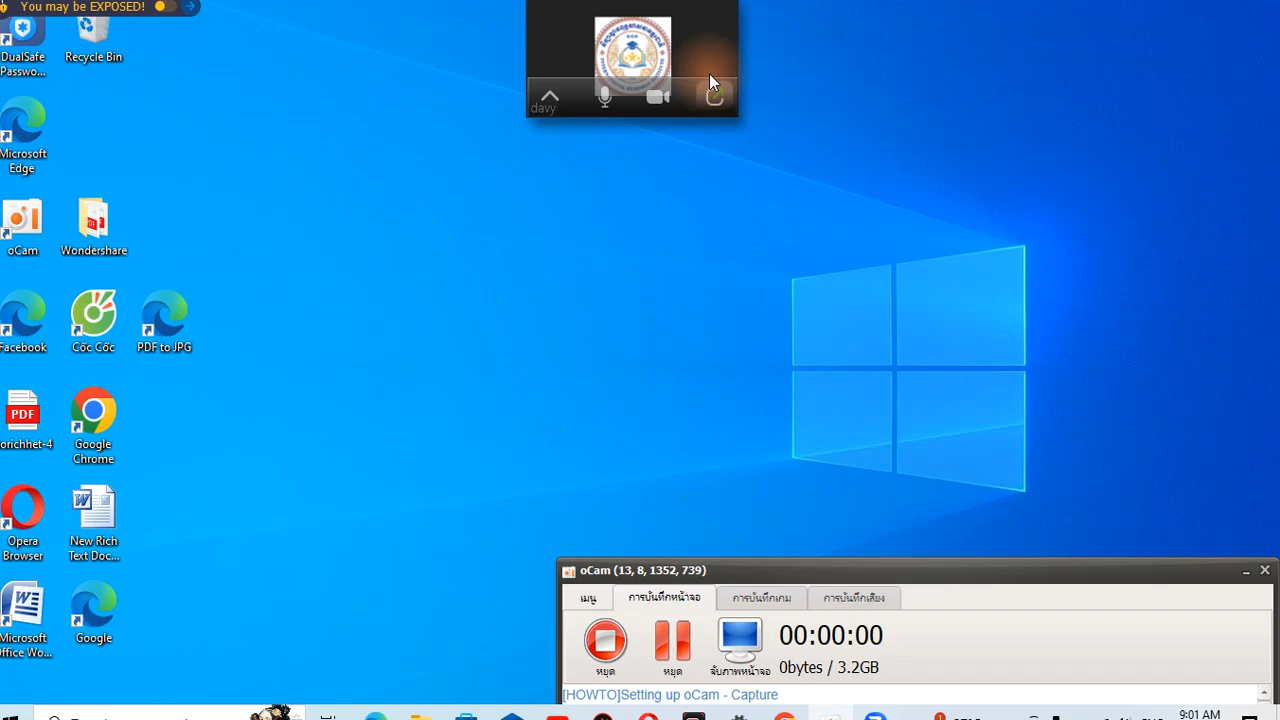 You may be EXPOSED!
DualSafe
Passwo...
Recycle Bin
davy
Microsoft
Edge
oCam
Wondershare
Facebook
Cốc Cốc
PDF to JPG
PDF
orichhet-4
Google
Chrome
Opera
Browser
New Rich
Text Doc...
Microsoft
Office Wo...
Google
oCam (13, 8, 1352, 739)
เมนู
การบันทึกหน้าจอ
การบันทึกเกม
การบันทึกเสียง
หยุด
หยุด
จับภาพหน้าจอ
00:00:00
0bytes / 3.2GB
[HOWTO]Setting up oCam - Capture
9:01 AM